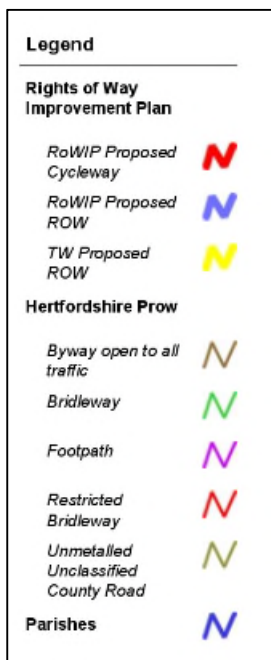 Legend
Rights of Way
Improvement Plan
RoWIP Proposed
Cycleway
RoWIP Proposed
ROW
TW Proposed
ROW
Hertfordshire Prow
Byway open to all
traffic
Bridleway
Footpath
Restricted
Bridleway
Unmetalled
Unclassified
County Road
Parishes